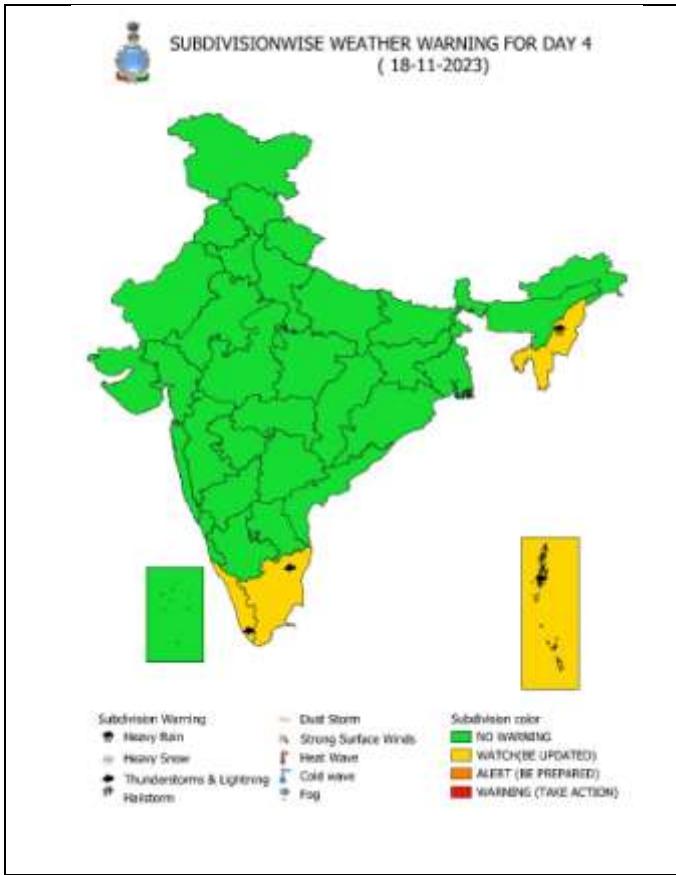 SUBDIVISIONWISE WEATHER WARNING FOR DAY 4
( 18-11-2023)
Subdivision Warning
Heavy Rain
Heavy Snow
Thunderstorms & Lightning
Hailstorm
Dust Storm
Strong Surface Winds
Heat Wave
Cold wave
Fog
Subdivision color
NO WARNING
WATCH(BE UPDATED)
ALERT (BE PREPARED)
WARNING (TAKE ACTION)